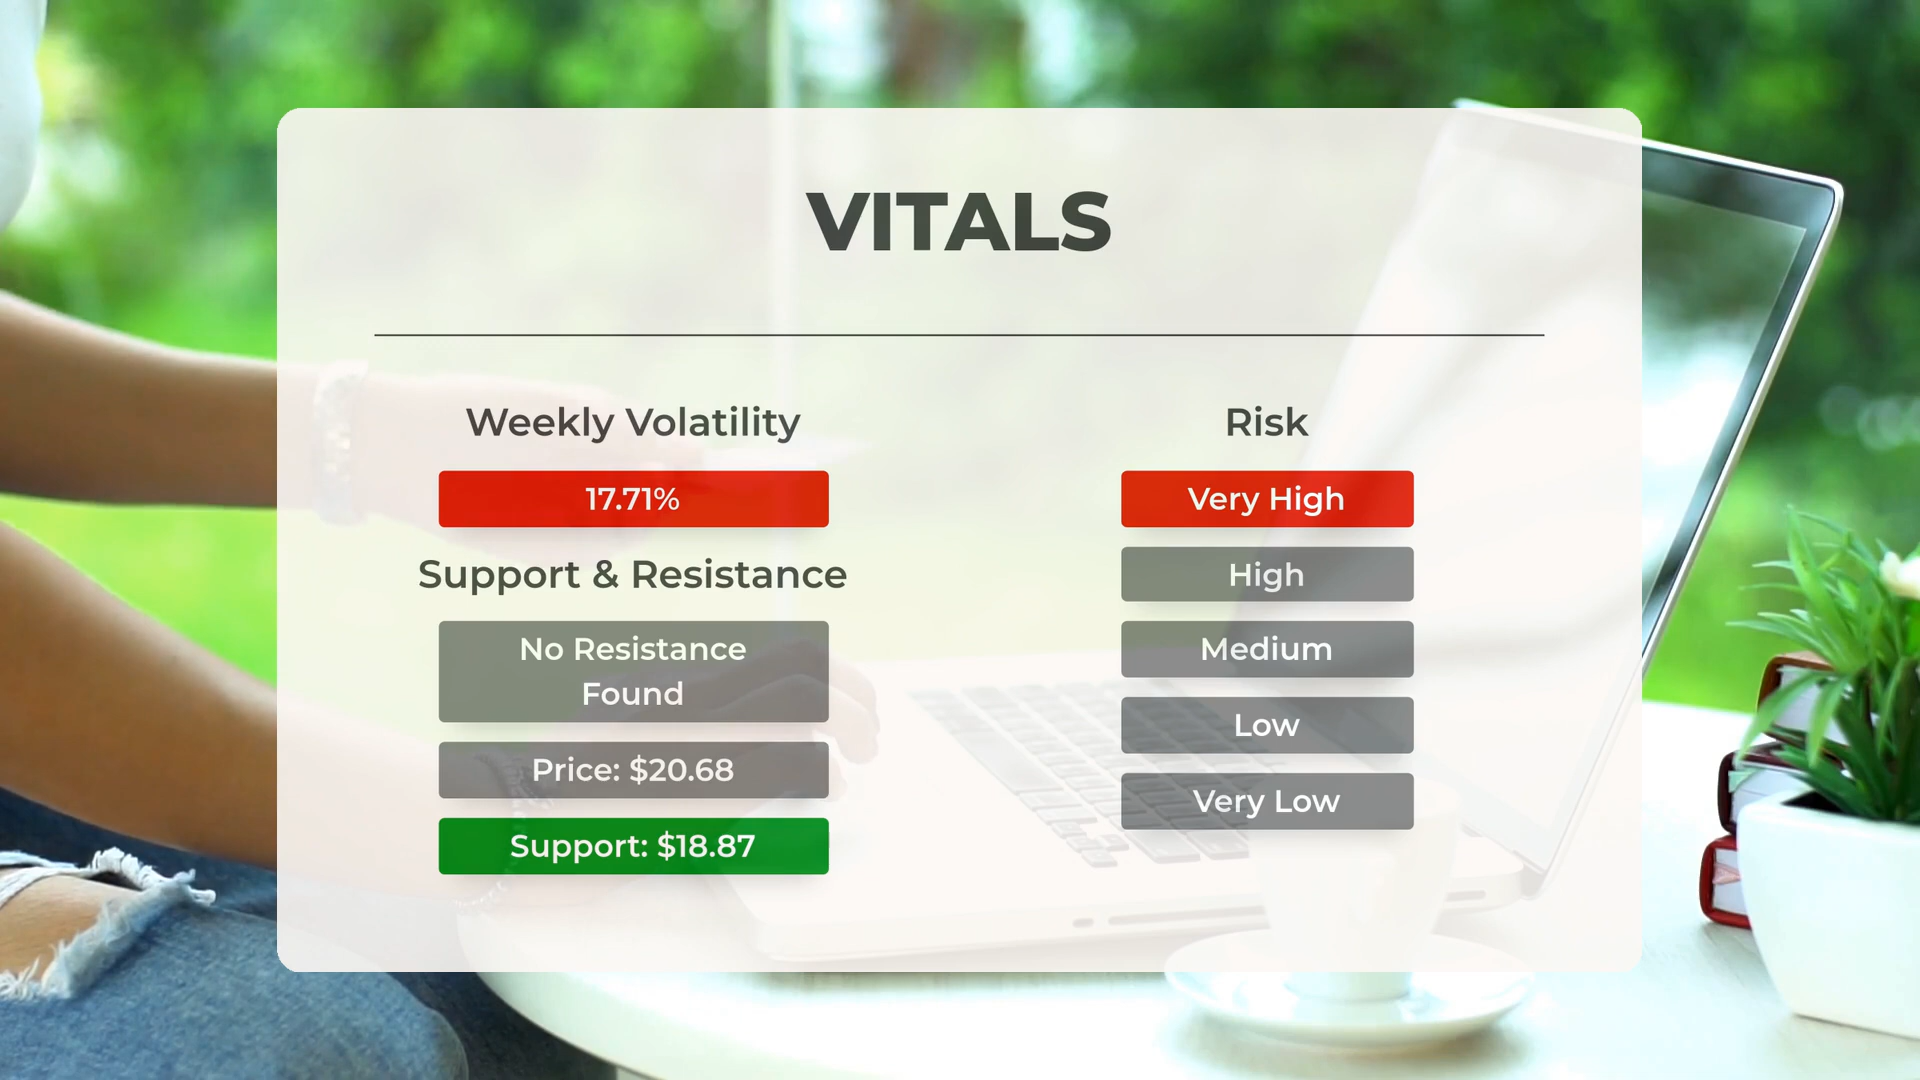 VITALS
Weekly Volatility
17.71%
Support & Resistance
No Resistance
Found
Price: $20.68
Support: $18.87
Risk
Very High
High
Medium
Low
Very Low